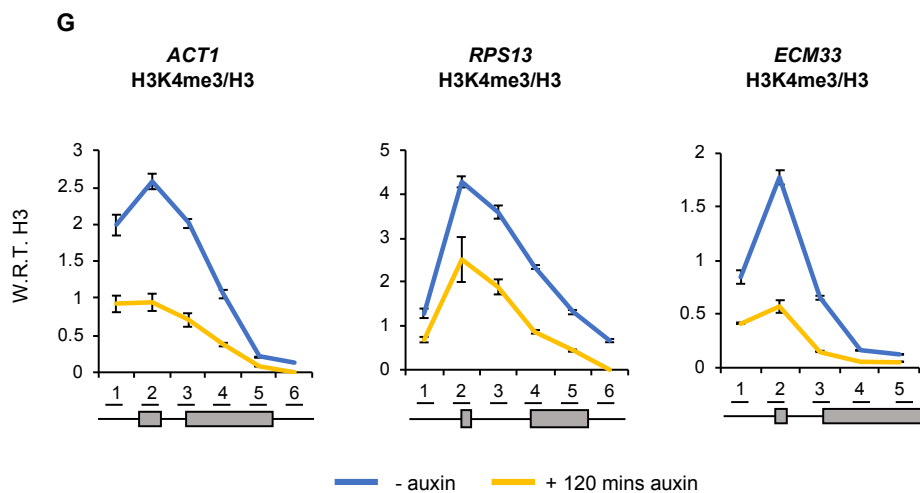 G
ACT1
H3K4me3/H3
RPS13
H3K4me3/H3
ECM33
H3K4me3/H3
W.R.T. H3
3
2.5
2
1.5
1
0.5
0
1 2 3 4 5 6
5
4
3
2
1
0
1 2 3 4 5 6
2
1.5
1
0.5
0
1 2 3 4 5
- auxin
+ 120 mins auxin